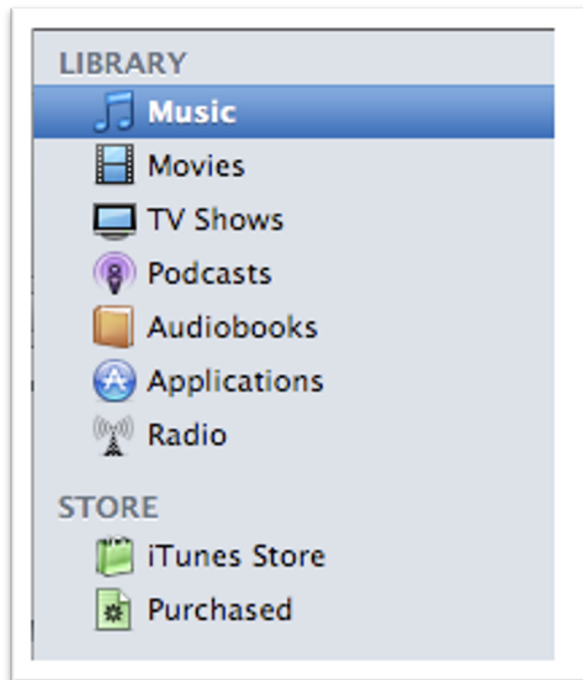 LIBRARY
Music
Movies
TV Shows
Podcasts
Audiobooks
Applications
Radio
STORE
iTunes Store
Purchased